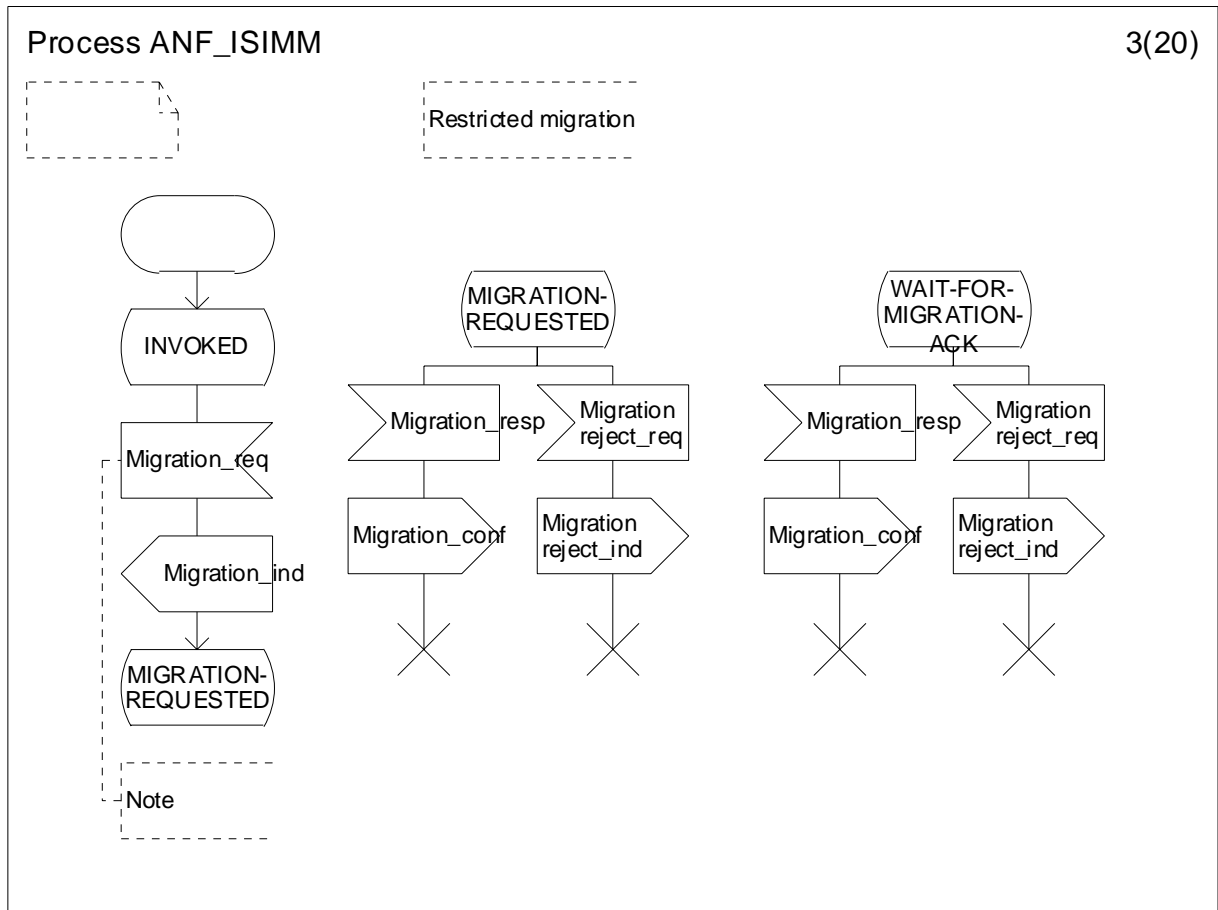 Process ANF_ISIMM
3(20)
Restricted migration
INVOKED
Migration_req
Migration_ind
MIGRATION-
REQUESTED
Note
MIGRATION-
REQUESTED
Migration_resp
Migration
reject_req
Migration_conf
Migration
reject_ind
WAIT-FOR-
MIGRATION-
ACK
Migration_resp
Migration
reject_req
Migration_conf
Migration
reject_ind